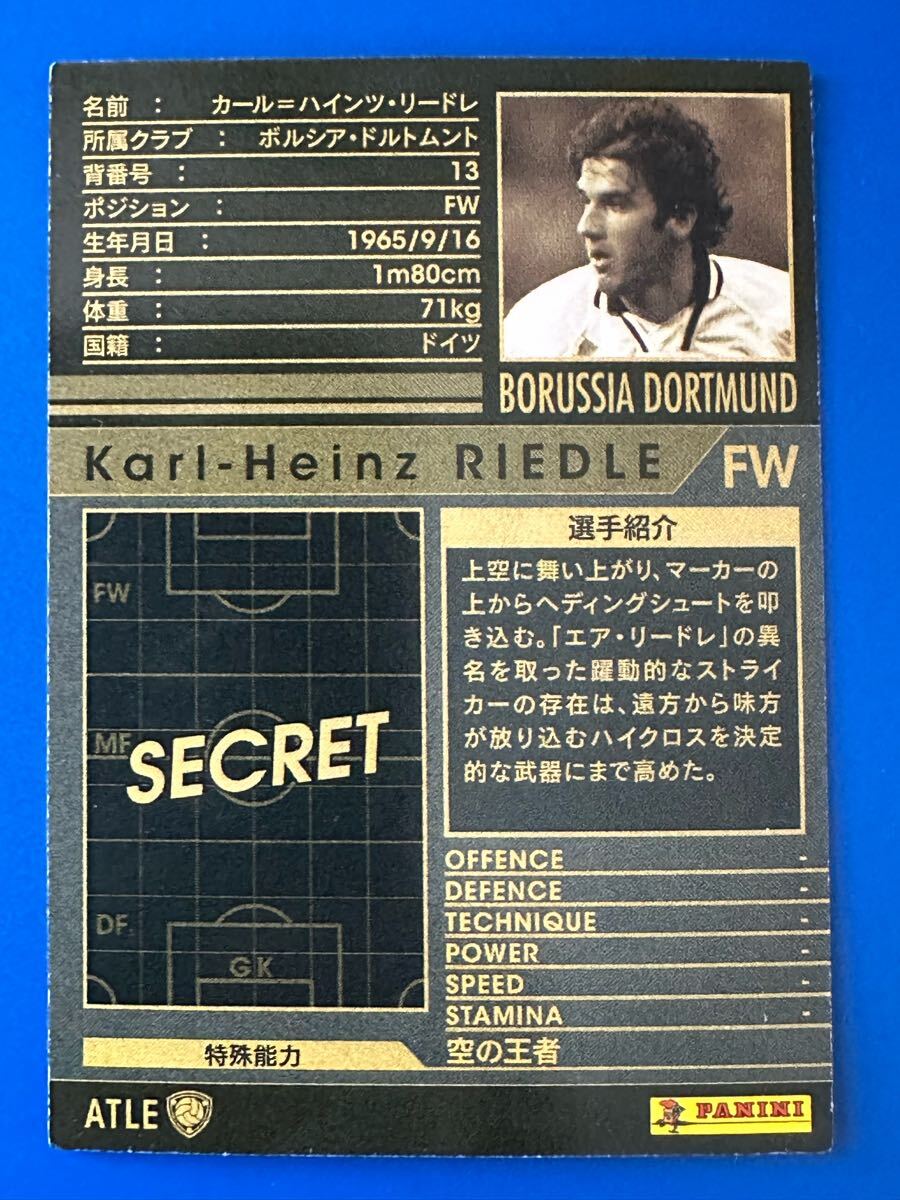 名前 : カール=ハインツ・リードレ
所属クラブ : ボルシア・ドルトムント
背番号 : 13
ポジション : FW
生年月日 : 1965/9/16
身長 : 1m80cm
体重 : 71kg
国籍 : ドイツ
BORUSSIA DORTMUND
Karl-Heinz RIEDLE FW
FW
MF
SECRET
DF
GK
選手紹介
上空に舞い上がり、マーカーの
上からヘディングシュートを叩
き込む。「エア・リードレ」の異
名を取った躍動的なストライ
カーの存在は、遠方から味方
が放り込むハイクロスを決定
的な武器にまで高めた。
OFFENCE -
DEFENCE -
TECHNIQUE -
POWER -
SPEED -
STAMINA -
特殊能力 空の王者
ATLE
PANINI